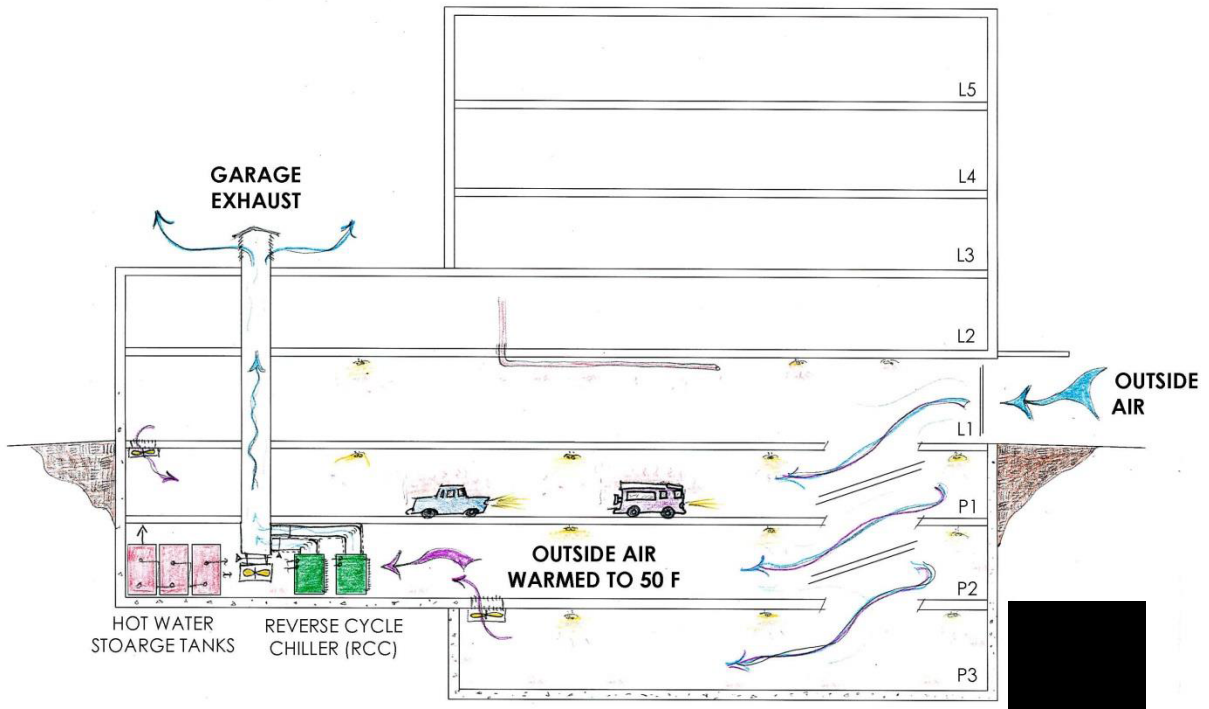 L5
L4
GARAGE
EXHAUST
L3
L2
OUTSIDE
AIR
L1
P1
OUTSIDE AIR
WARMED TO 50 F
P2
HOT WATER
STOARGE TANKS
REVERSE CYCLE
CHILLER (RCC)
P3